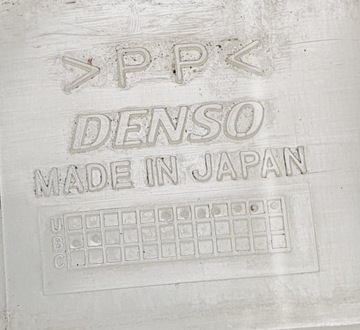 >PP<
DENSO
MADE IN JAPAN
U
B
C